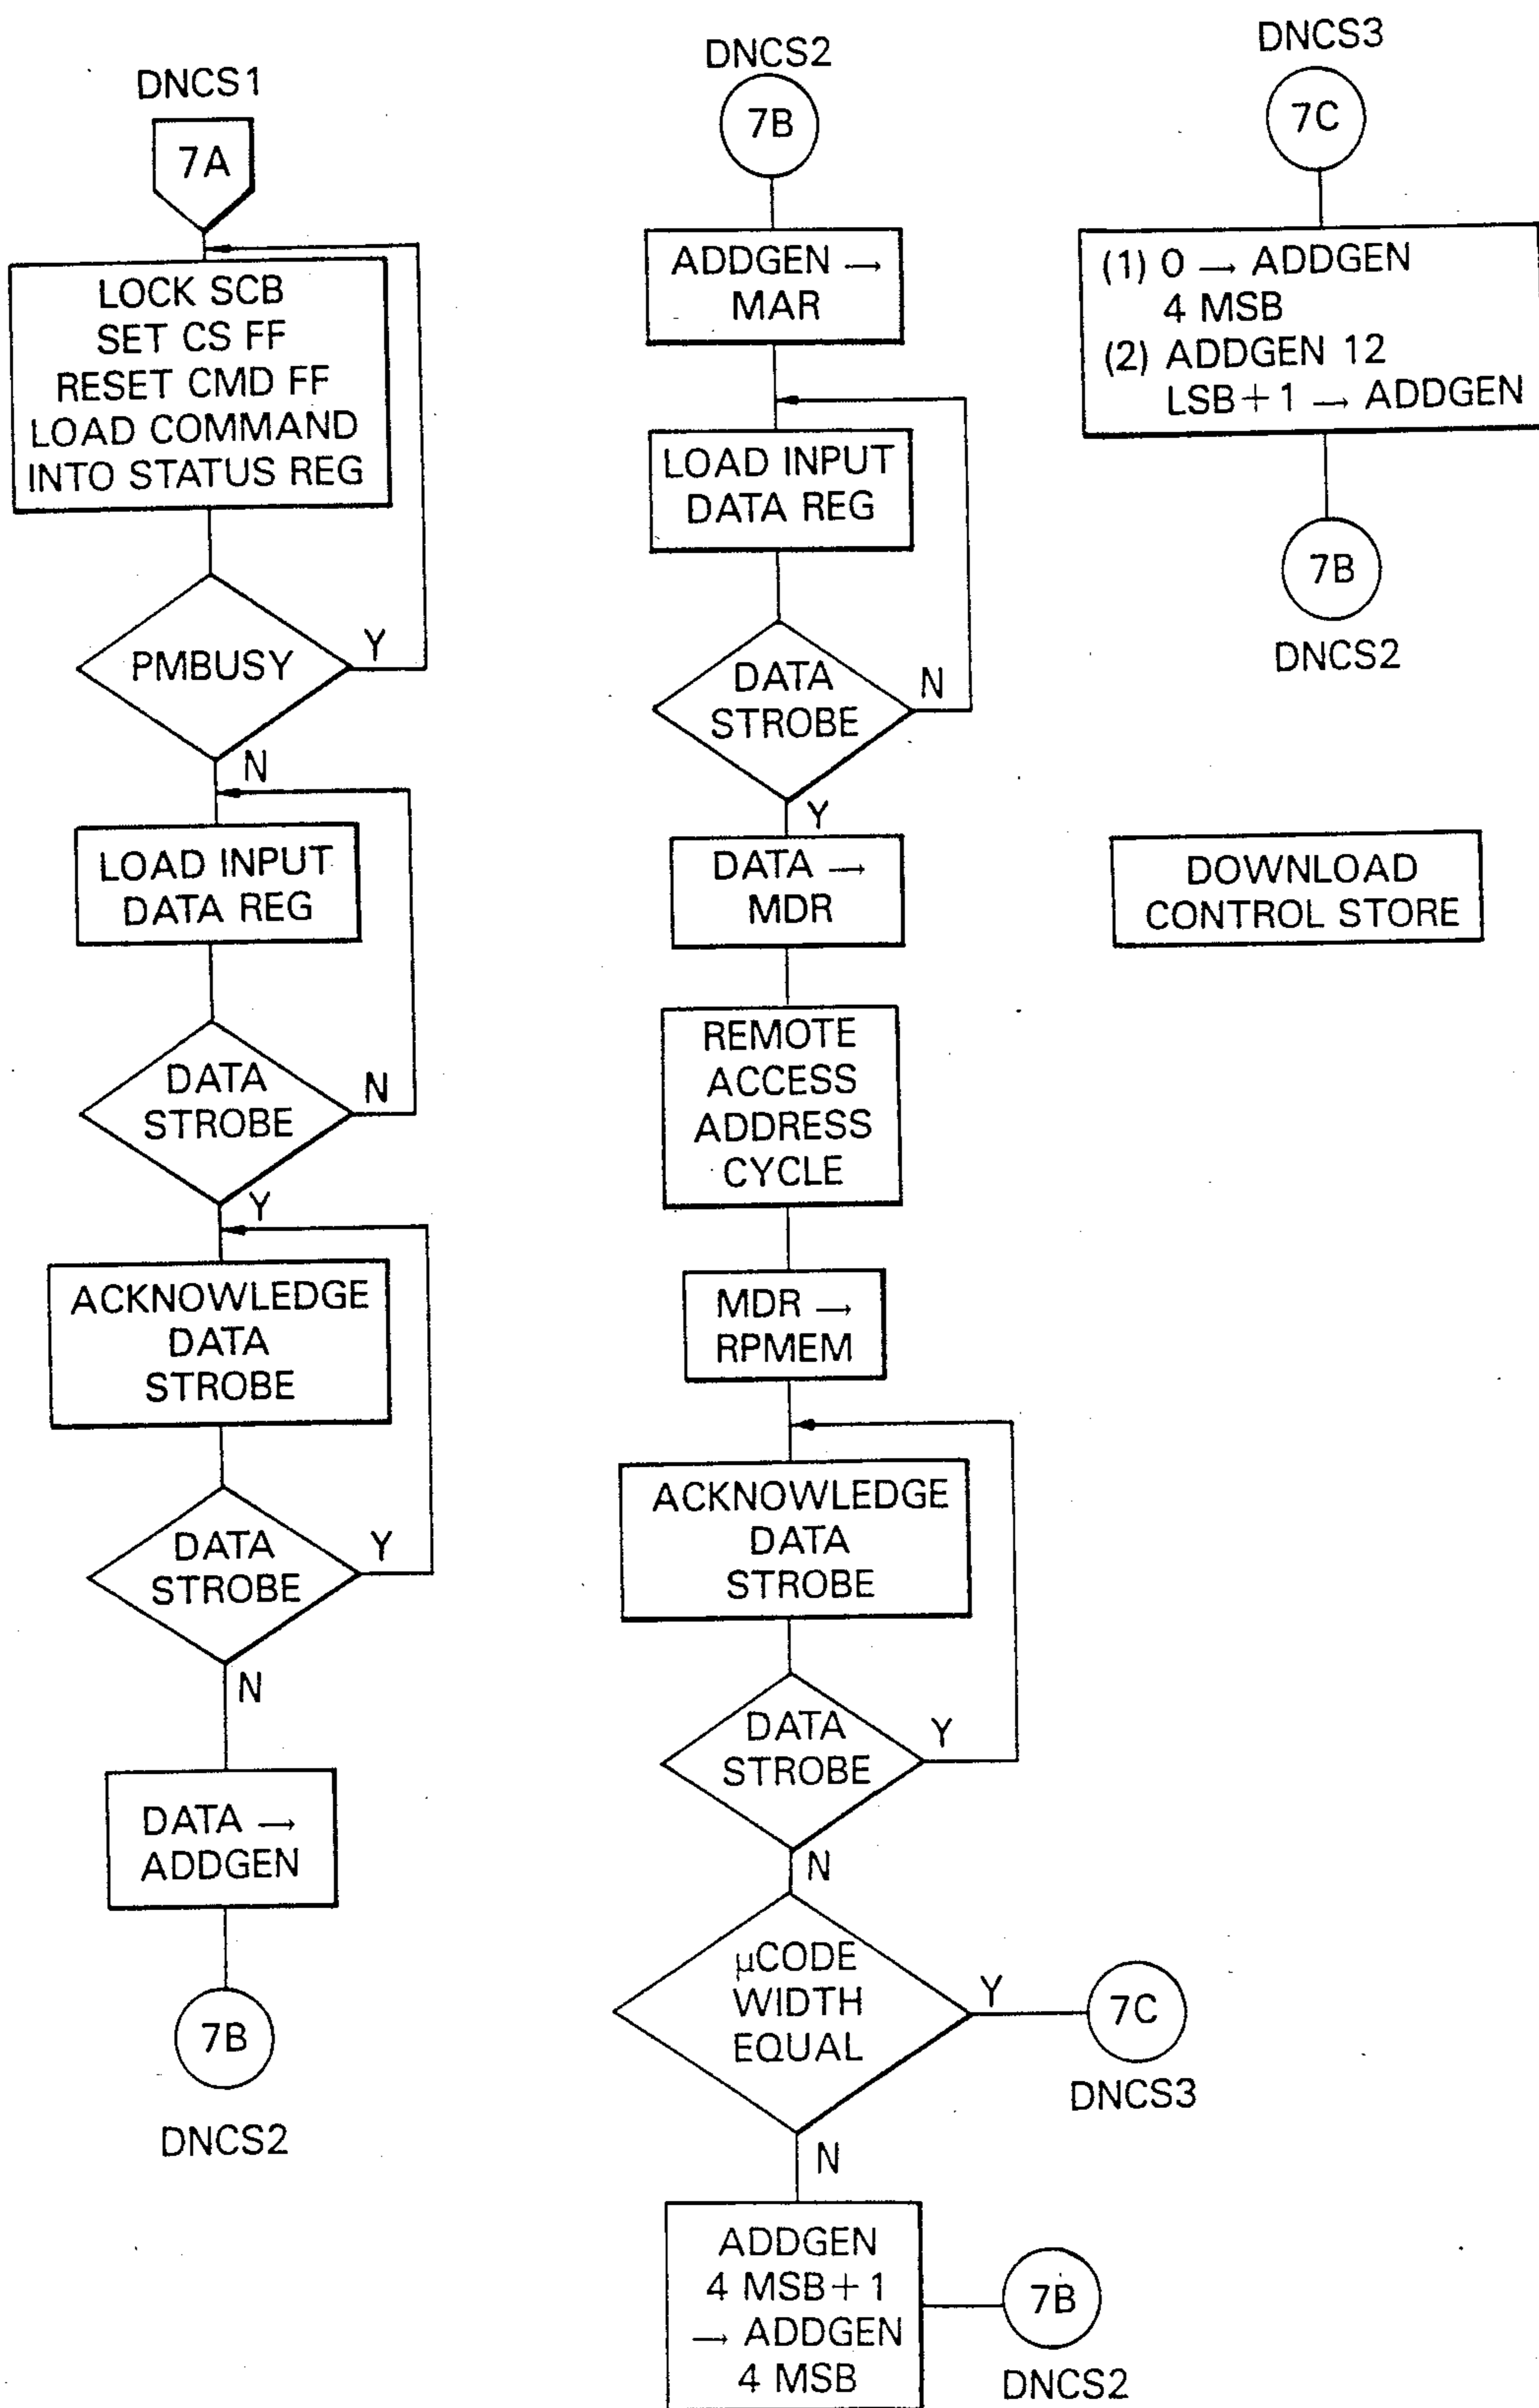 DNCS1
7A
LOCK SCB
SET CS FF
RESET CMD FF
LOAD COMMAND
INTO STATUS REG
PMBUSY
Y
N
LOAD INPUT
DATA REG
DATA
STROBE
N
Y
ACKNOWLEDGE
DATA
STROBE
DATA
STROBE
Y
N
DATA →
ADDGEN
7B
DNCS2
DNCS2
7B
ADDGEN →
MAR
LOAD INPUT
DATA REG
DATA
STROBE
N
Y
DATA →
MDR
REMOTE
ACCESS
ADDRESS
CYCLE
MDR →
RPMEM
ACKNOWLEDGE
DATA
STROBE
DATA
STROBE
Y
N
µCODE
WIDTH
EQUAL
Y
7C
DNCS3
N
ADDGEN
4 MSB+1
→ ADDGEN
4 MSB
7B
DNCS2
DNCS3
7C
(1) 0 → ADDGEN
4 MSB
(2) ADDGEN 12
LSB+1 → ADDGEN
7B
DNCS2
DOWNLOAD
CONTROL STORE